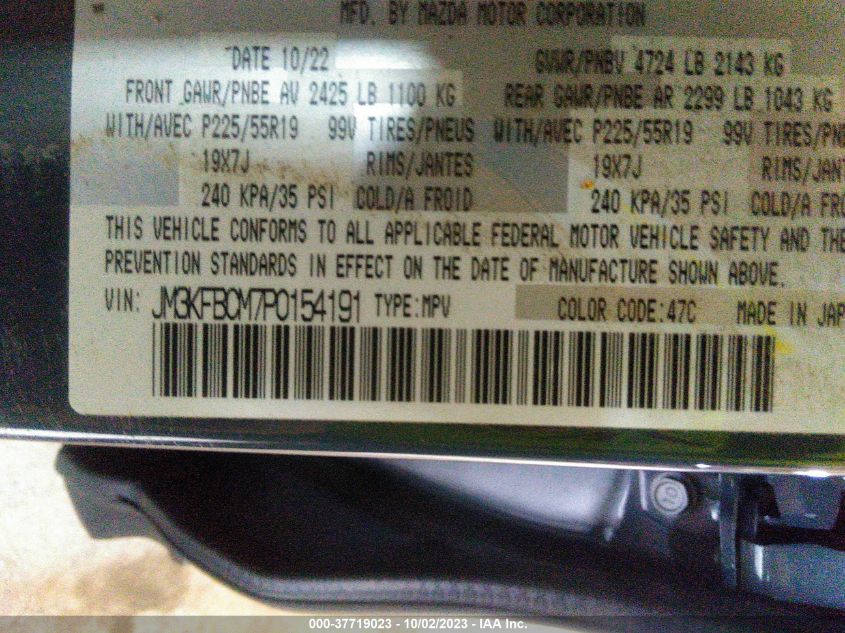 MFD. BY MAZDA MOTOR CORPORATION
DATE 10/22 GVWR/PNBV 4724 LB 2143 KG
FRONT GAWR/PNBE AV 2425 LB 1100 KG REAR GAWR/PNBE AR 2299 LB 1043 KG
WITH/AVEC P225/55R19 99V TIRES/PNEUS WITH/AVEC P225/55R19 99V TIRES/PNE
19X7J RIMS/JANTES 19X7J RIMS/JANTE
240 KPA/35 PSI COLD/A FROID 240 KPA/35 PSI COLD/A FRO
THIS VEHICLE CONFORMS TO ALL APPLICABLE FEDERAL MOTOR VEHICLE SAFETY AND THE
PREVENTION STANDARDS IN EFFECT ON THE DATE OF MANUFACTURE SHOWN ABOVE.
VIN: JM3KFBCM7P0154191 TYPE:MPV COLOR CODE:47C MADE IN JAP
000-37719023 - 10/02/2023 - IAA Inc.